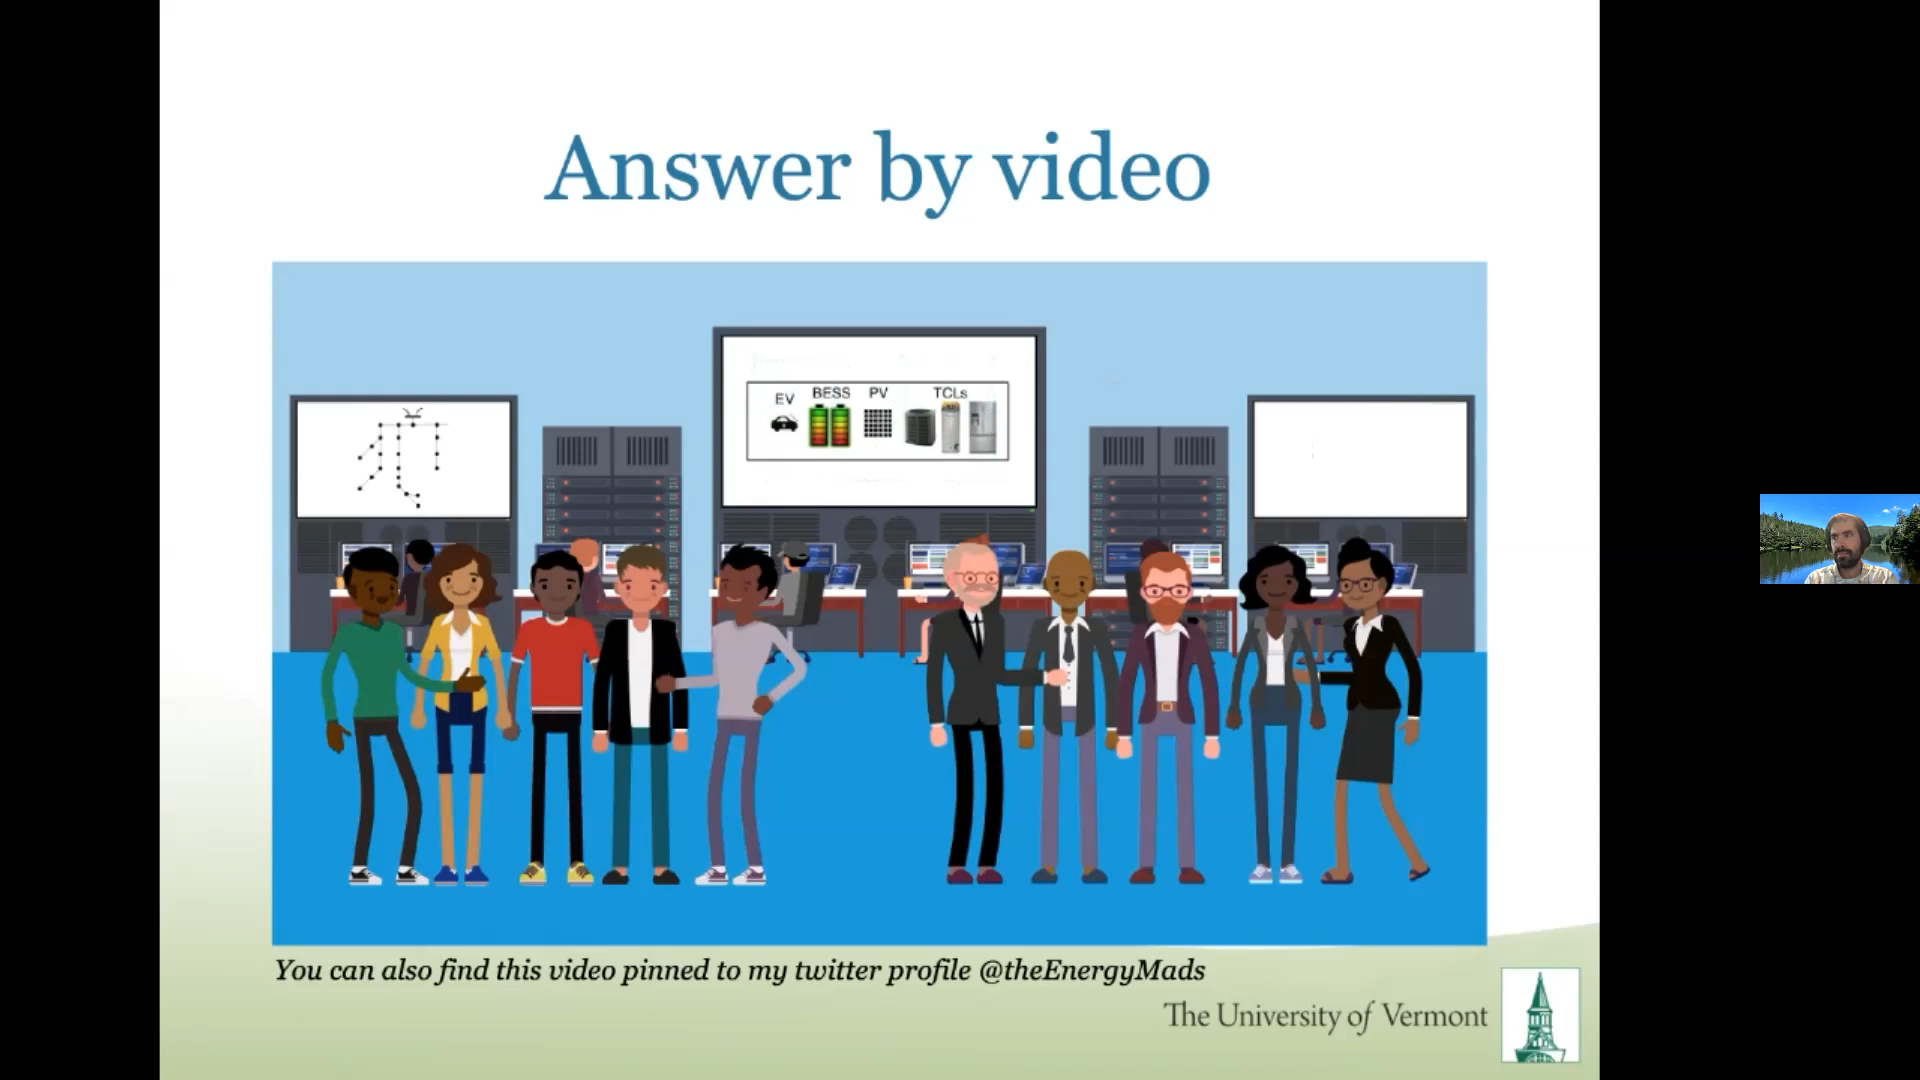 Answer by video
EV BESS PV TCLs
You can also find this video pinned to my twitter profile @theEnergyMads
The University of Vermont